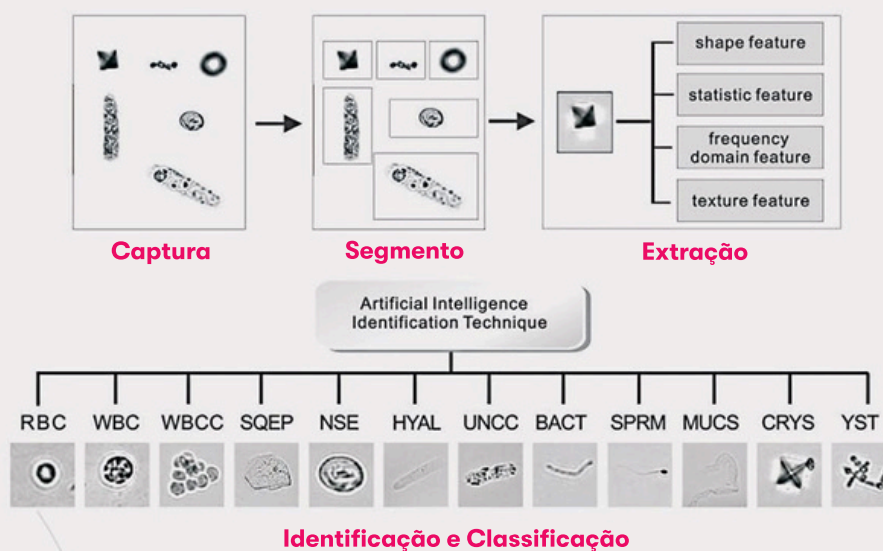 shape feature
statistic feature
frequency
domain feature
texture feature
Captura
Segmento
Extração
Artificial Intelligence
Identification Technique
RBC WBC WBCC SQEP NSE HYAL UNCC BACT SPRM MUCS CRYS YST
Identificação e Classificação